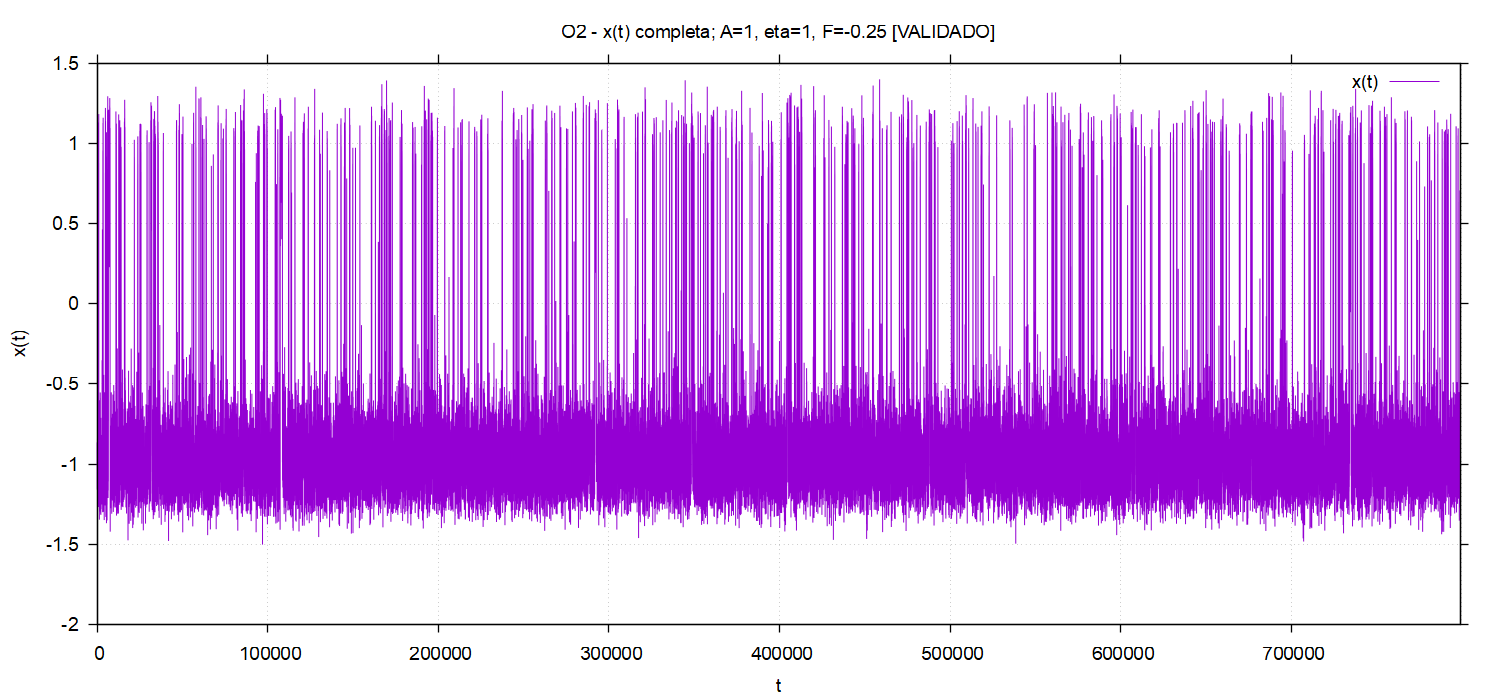 O2 - x(t) completa; A=1, eta=1, F=-0.25 [VALIDADO]
x(t)
1.5
1
0.5
0
-0.5
-1
-1.5
-2
x(t)
0 100000 200000 300000 400000 500000 600000 700000
t